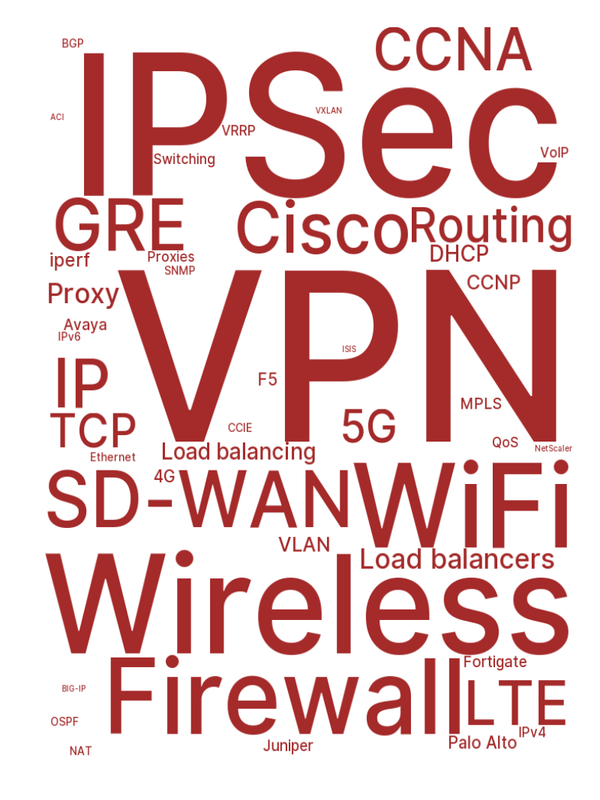 BGP
CCNA
IPSec
ACI
VXLAN
VRRP
VoIP
Switching
GRE
Cisco
Routing
DHCP
iperf
Proxies
SNMP
VPN
CCNP
Proxy
Avaya
IPv6
ISIS
IP
F5
MPLS
TCP
CCIE
5G
QoS
NetScaler
Load balancing
Ethernet
SD-WAN
4G
WiFi
VLAN
Load balancers
Wireless
Firewall
Fortigate
LTE
BIG-IP
OSPF
IPv4
Palo Alto
Juniper
NAT